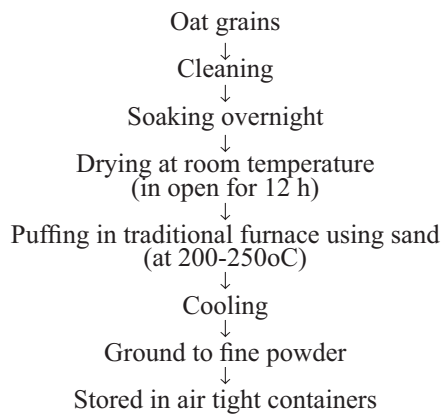 Oat grains
↓
Cleaning
↓
Soaking overnight
↓
Drying at room temperature
(in open for 12 h)
↓
Puffing in traditional furnace using sand
(at 200-250oC)
↓
Cooling
↓
Ground to fine powder
↓
Stored in air tight containers